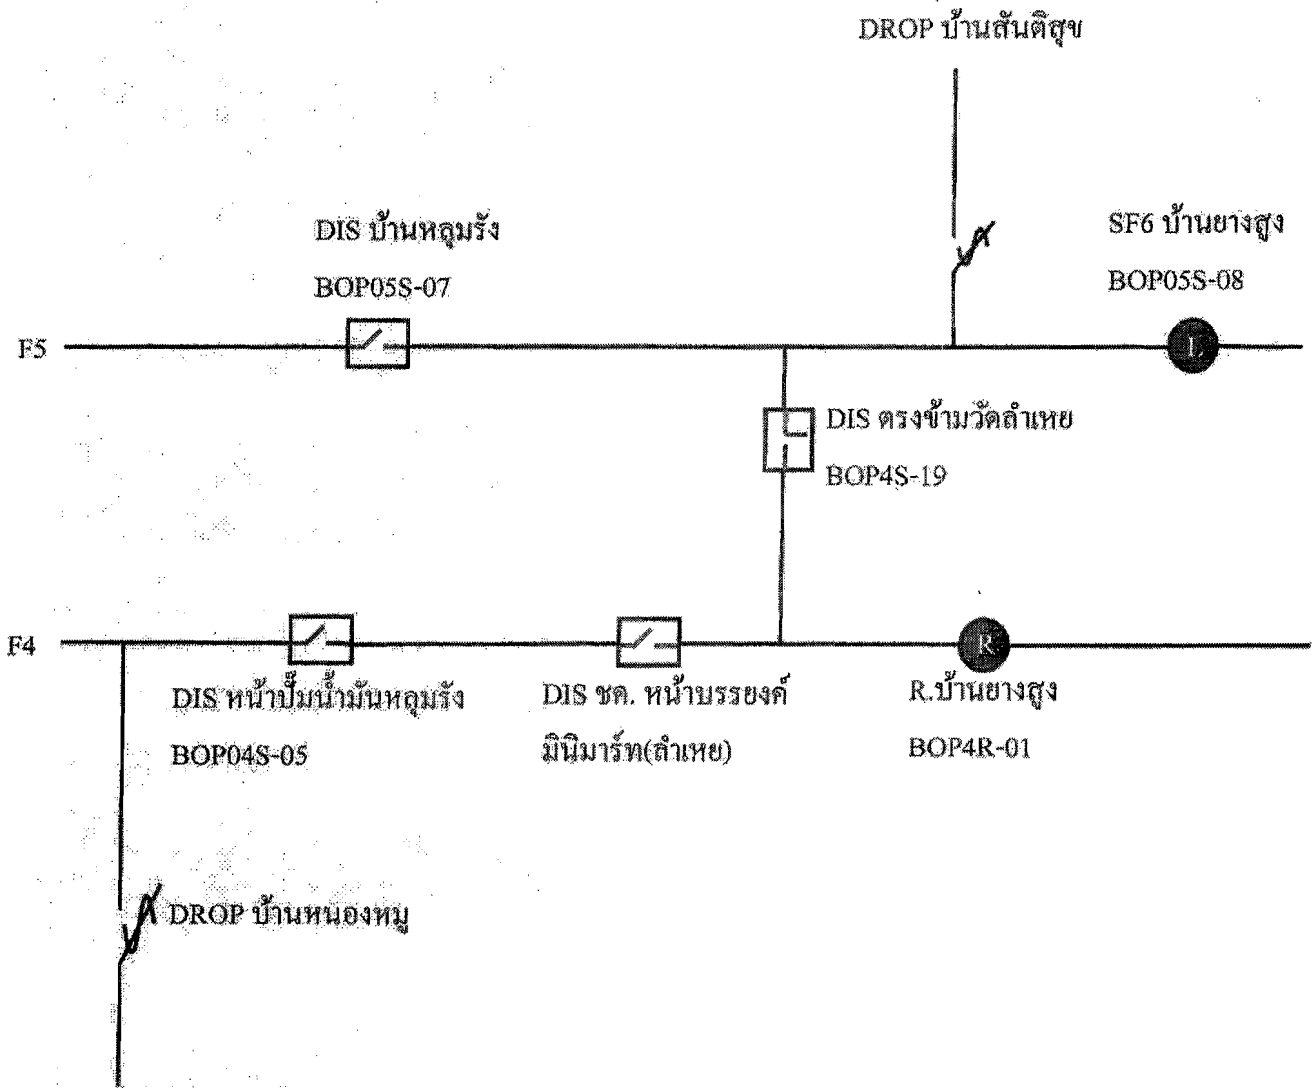 DROP บ้านสันติสุข
DIS บ้านหลุมรัง
BOP05S-07
SF6 บ้านยางสูง
BOP05S-08
F5
L
DIS ตรงข้ามวัดลำเหย
BOP4S-19
F4
R
DIS หน้าปั๊มน้ำมันหลุมรัง
BOP04S-05
DIS ชค. หน้าบรรยงค์
มินิมาร์ท(ลำเหย)
R.บ้านยางสูง
BOP4R-01
DROP บ้านหนองหมู